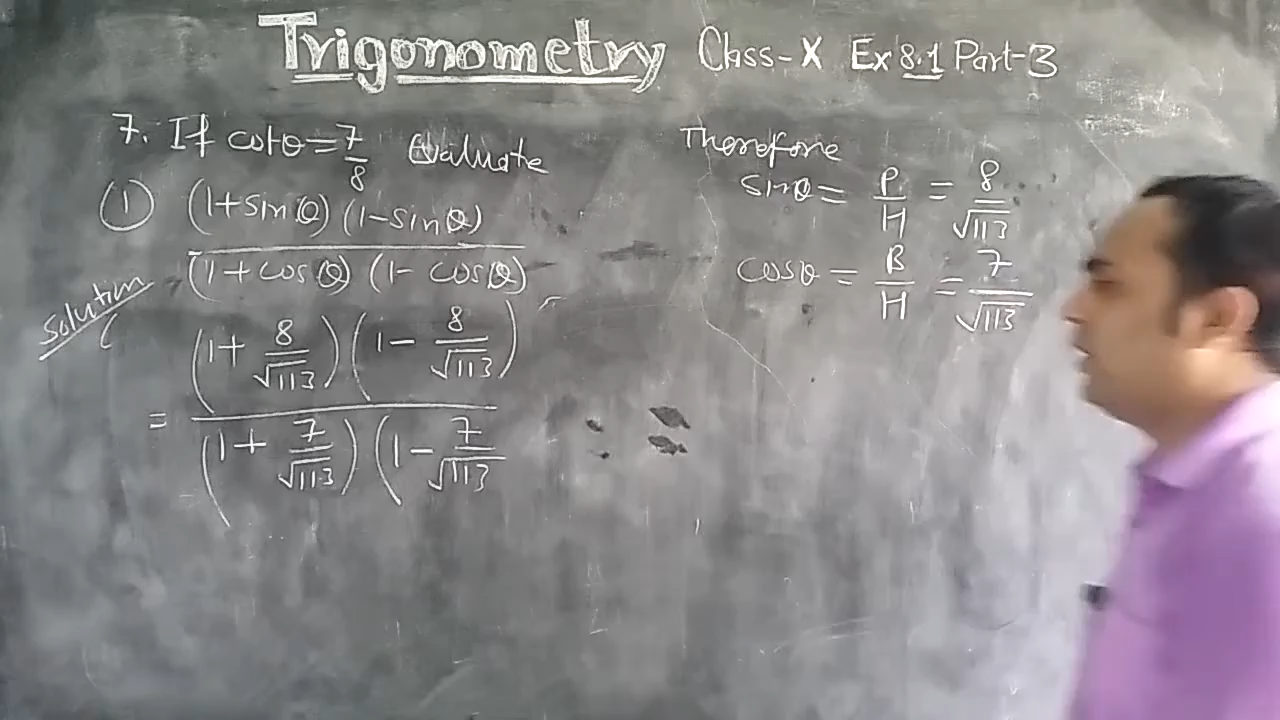 Trigonometry Class-X Ex 8.1 Part-3
7. If cotθ = 7/8 Evaluate
① (1+sinθ)(1-sinθ)
(1+cosθ)(1-cosθ)
Solution
( (1+ 8/√113)(1- 8/√113)
= (1+ 7/√113)(1- 7/√113
Therefore
sinθ = P/H = 8/√113
cosθ = B/H = 7/√113